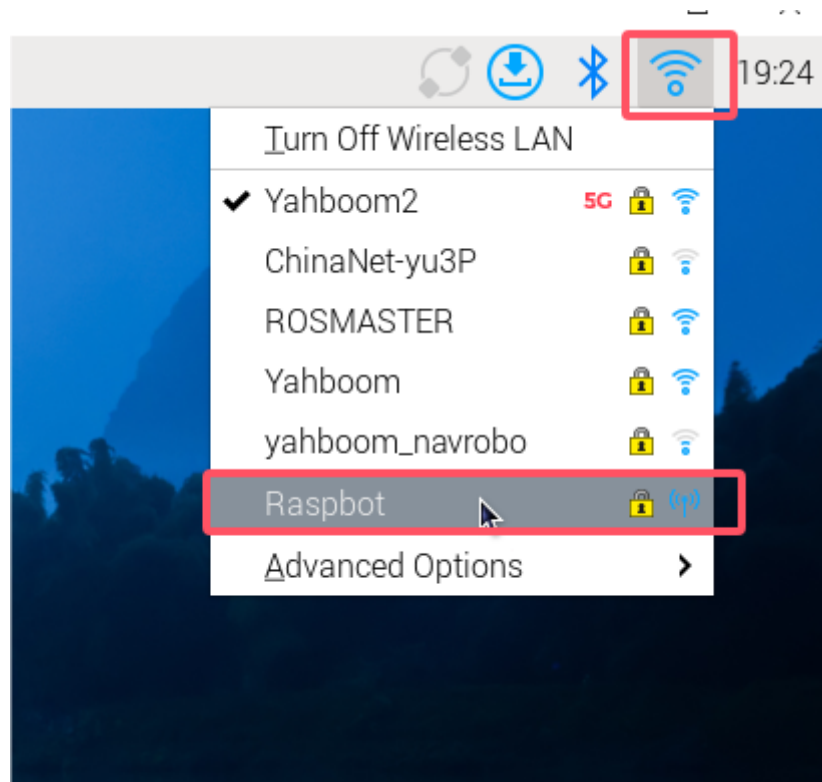 19:24
Turn Off Wireless LAN
Yahboom2 5G
ChinaNet-yu3P
ROSMASTER
Yahboom
yahboom_navrobo
Raspbot
Advanced Options